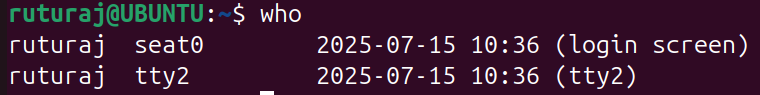 ruturaj@UBUNTU:~$ who
ruturaj  seat0        2025-07-15 10:36 (login screen)
ruturaj  tty2         2025-07-15 10:36 (tty2)